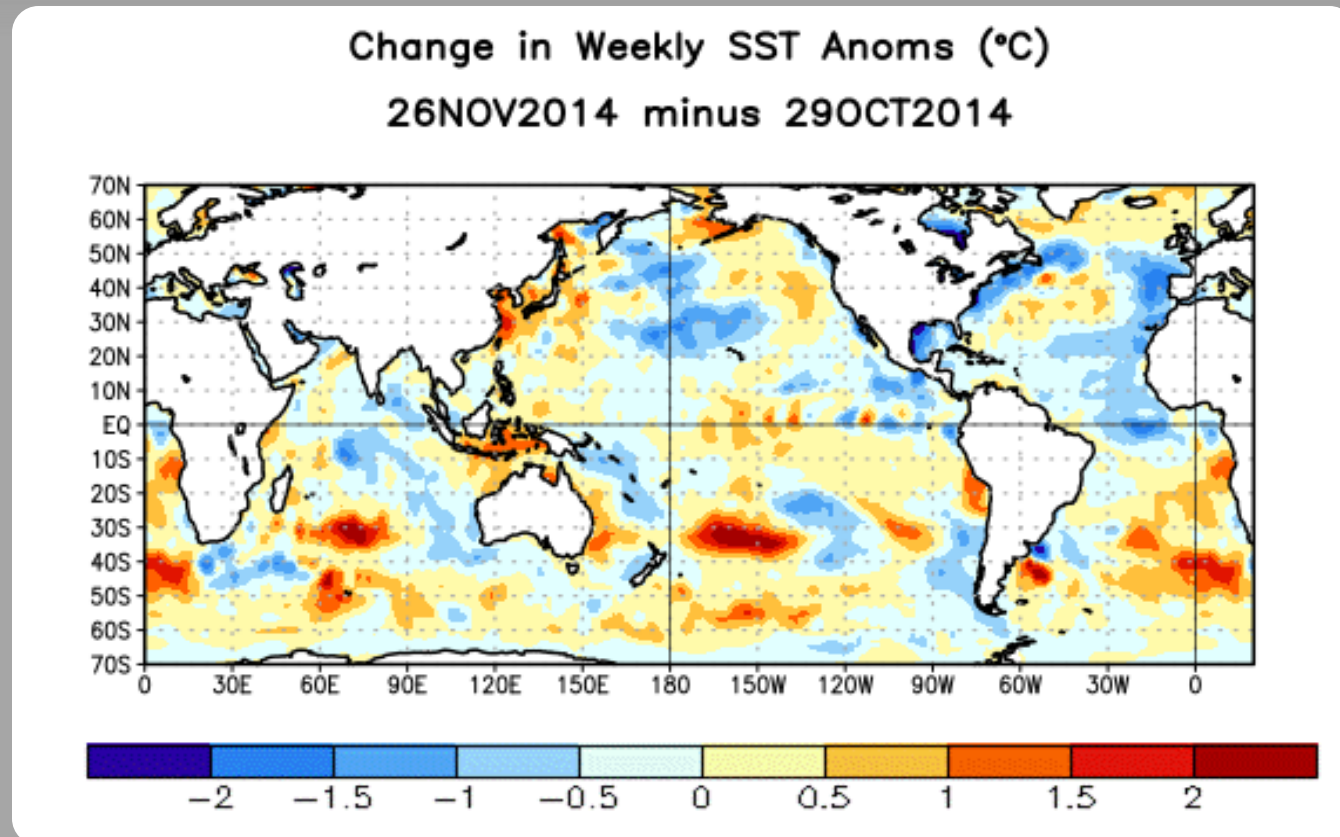 Change in Weekly SST Anoms (°C)
26NOV2014 minus 29OCT2014
70N
60N
50N
40N
30N
20N
10N
EQ
10S
20S
30S
40S
50S
60S
70S
0 30E 60E 90E 120E 150E 180 150W 120W 90W 60W 30W 0
−2 −1.5 −1 −0.5 0 0.5 1 1.5 2